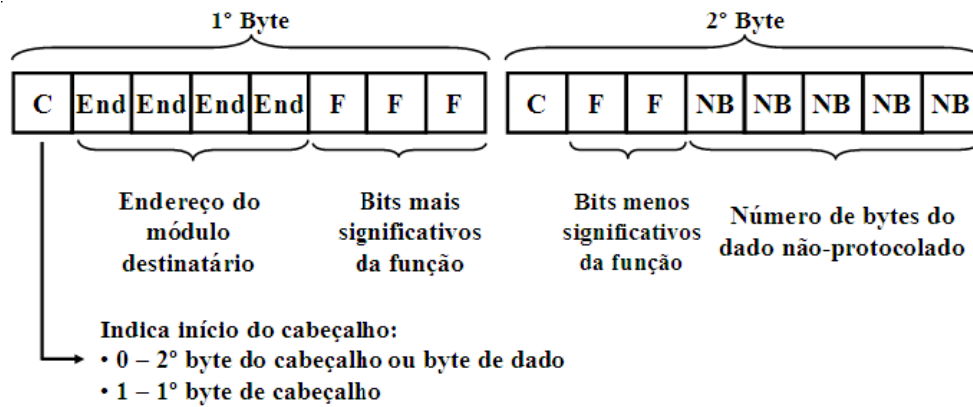 1° Byte 2° Byte
C End End End End F F F C F F NB NB NB NB NB
Endereço do
módulo
destinatário
Bits mais
significativos
da função
Bits menos
significativos
da função
Número de bytes do
dado não-protocolado
Indica início do cabeçalho:
• 0 – 2° byte do cabeçalho ou byte de dado
• 1 – 1° byte de cabeçalho